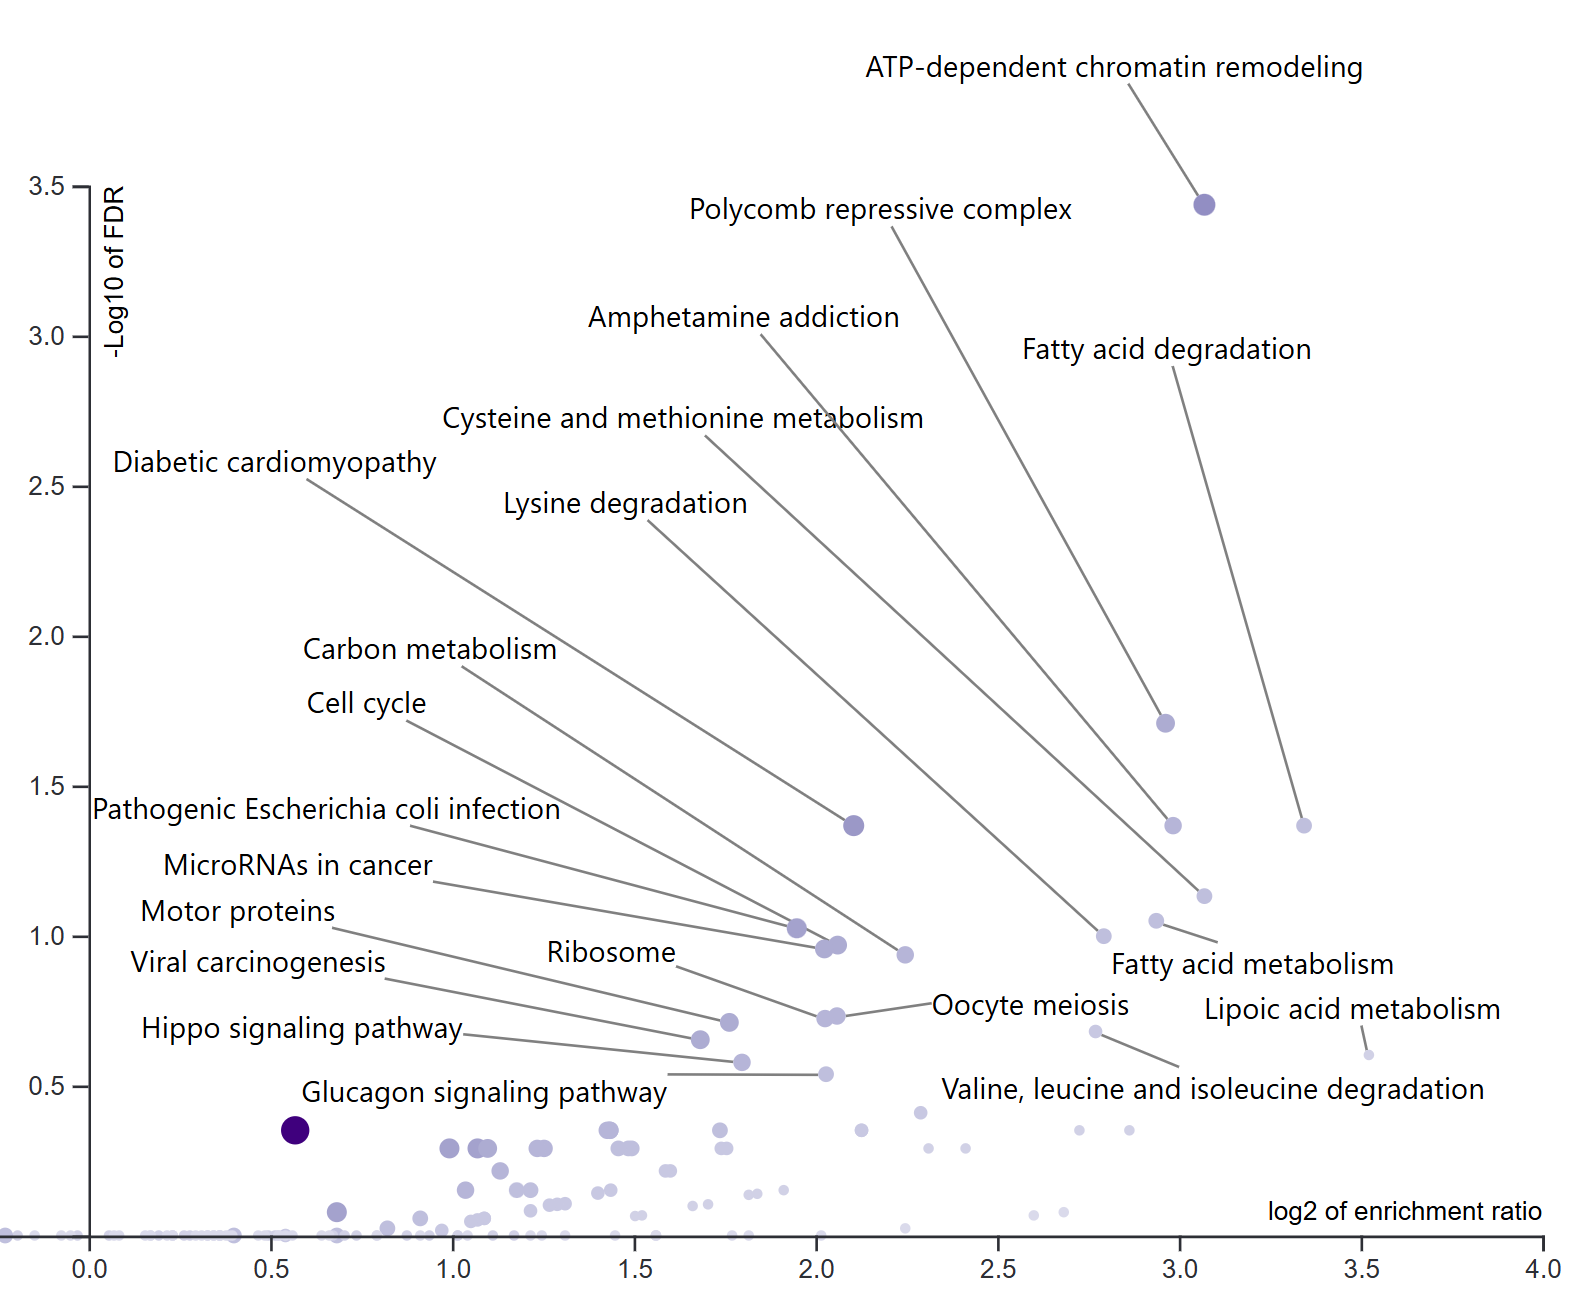 ATP-dependent chromatin remodeling
3.5
-Log10 of FDR
Polycomb repressive complex
Amphetamine addiction
3.0
Fatty acid degradation
Cysteine and methionine metabolism
Diabetic cardiomyopathy
2.5
Lysine degradation
2.0
Carbon metabolism
Cell cycle
1.5
Pathogenic Escherichia coli infection
MicroRNAs in cancer
Motor proteins
1.0
Ribosome
Viral carcinogenesis
Fatty acid metabolism
Oocyte meiosis
Lipoic acid metabolism
Hippo signaling pathway
0.5
Glucagon signaling pathway
Valine, leucine and isoleucine degradation
log2 of enrichment ratio
0.0 0.5 1.0 1.5 2.0 2.5 3.0 3.5 4.0